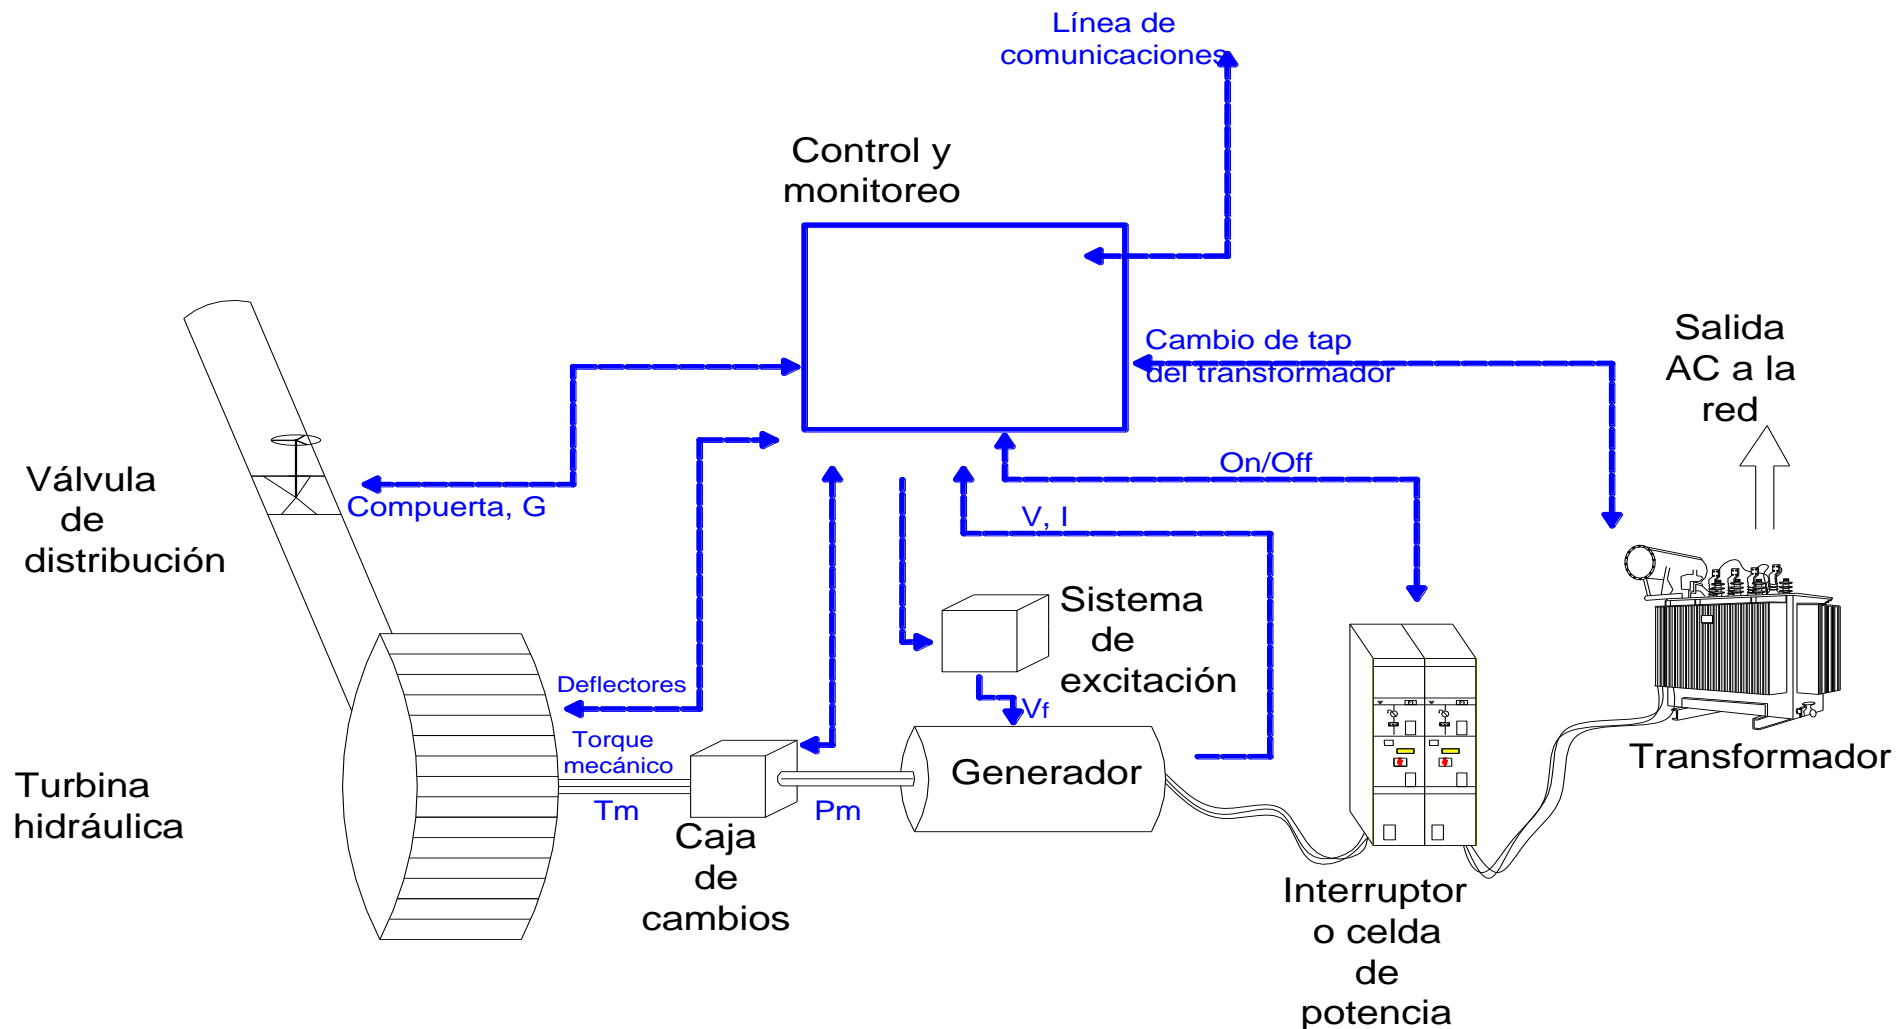 Línea de
comunicaciones
Control y
monitoreo
Cambio de tap
del transformador
Salida
AC a la
red
Válvula
de
distribución
Compuerta, G
On/Off
V, I
Sistema
de
excitación
Deflectores
Vf
Torque
mecánico
Tm
Pm
Generador
Turbina
hidráulica
Caja
de
cambios
Transformador
Interruptor
o celda
de
potencia